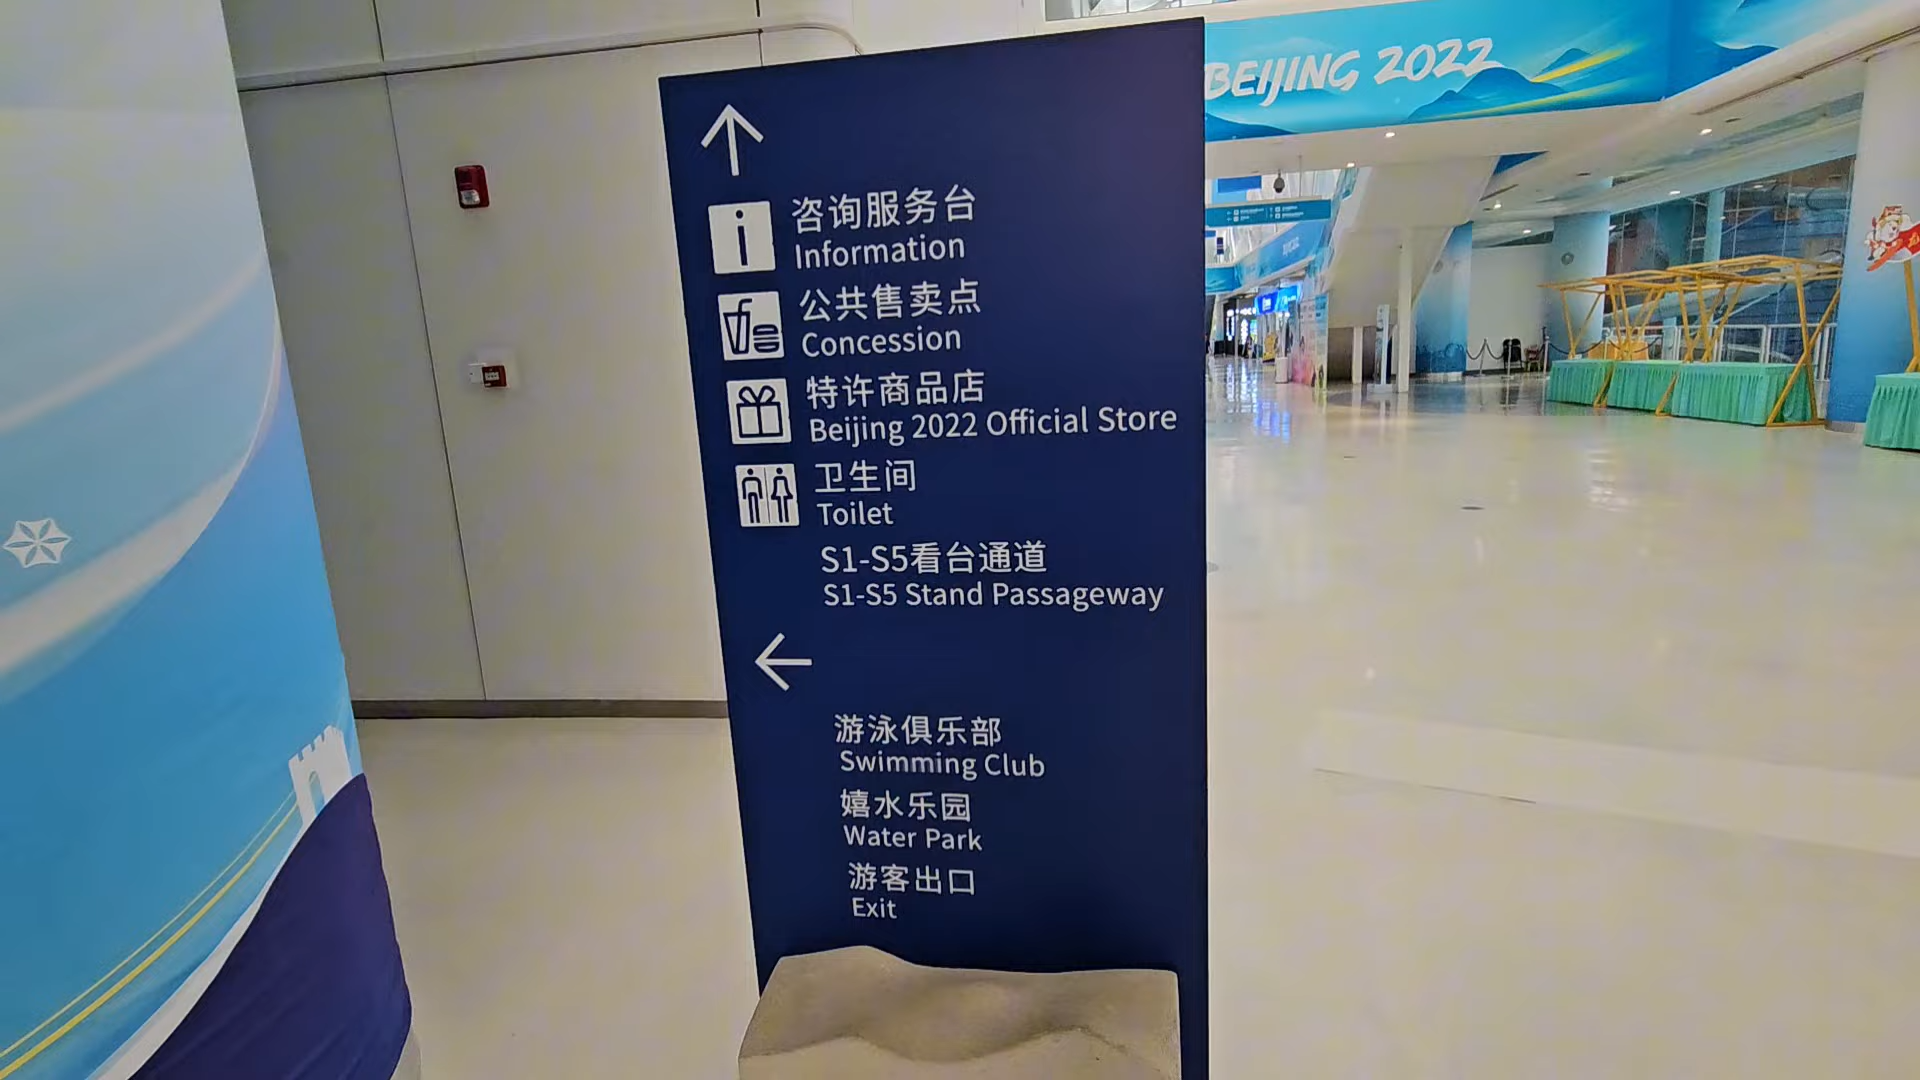 BEIJING 2022
咨询服务台
Information
公共售卖点
Concession
特许商品店
Beijing 2022 Official Store
卫生间
Toilet
S1-S5看台通道
S1-S5 Stand Passageway
游泳俱乐部
Swimming Club
嬉水乐园
Water Park
游客出口
Exit